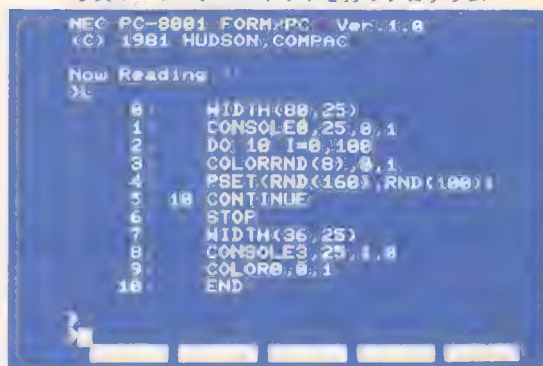 NEC PC-8001 FORM,PC Ver 1.0
(C) 1981 HUDSON COMPAC
Now Reading
>L
0 WIDTH(80,25)
1 CONSOLE0,25,0,1
2 DO 10 I=0,100
3 COLORRND(8),0,1
4 PSET(RND(160),RND(100))
5 10 CONTINUE
6 STOP
7 WIDTH(36,25)
8 CONSOLE3,25,1,0
9 COLOR0,0,1
10 END